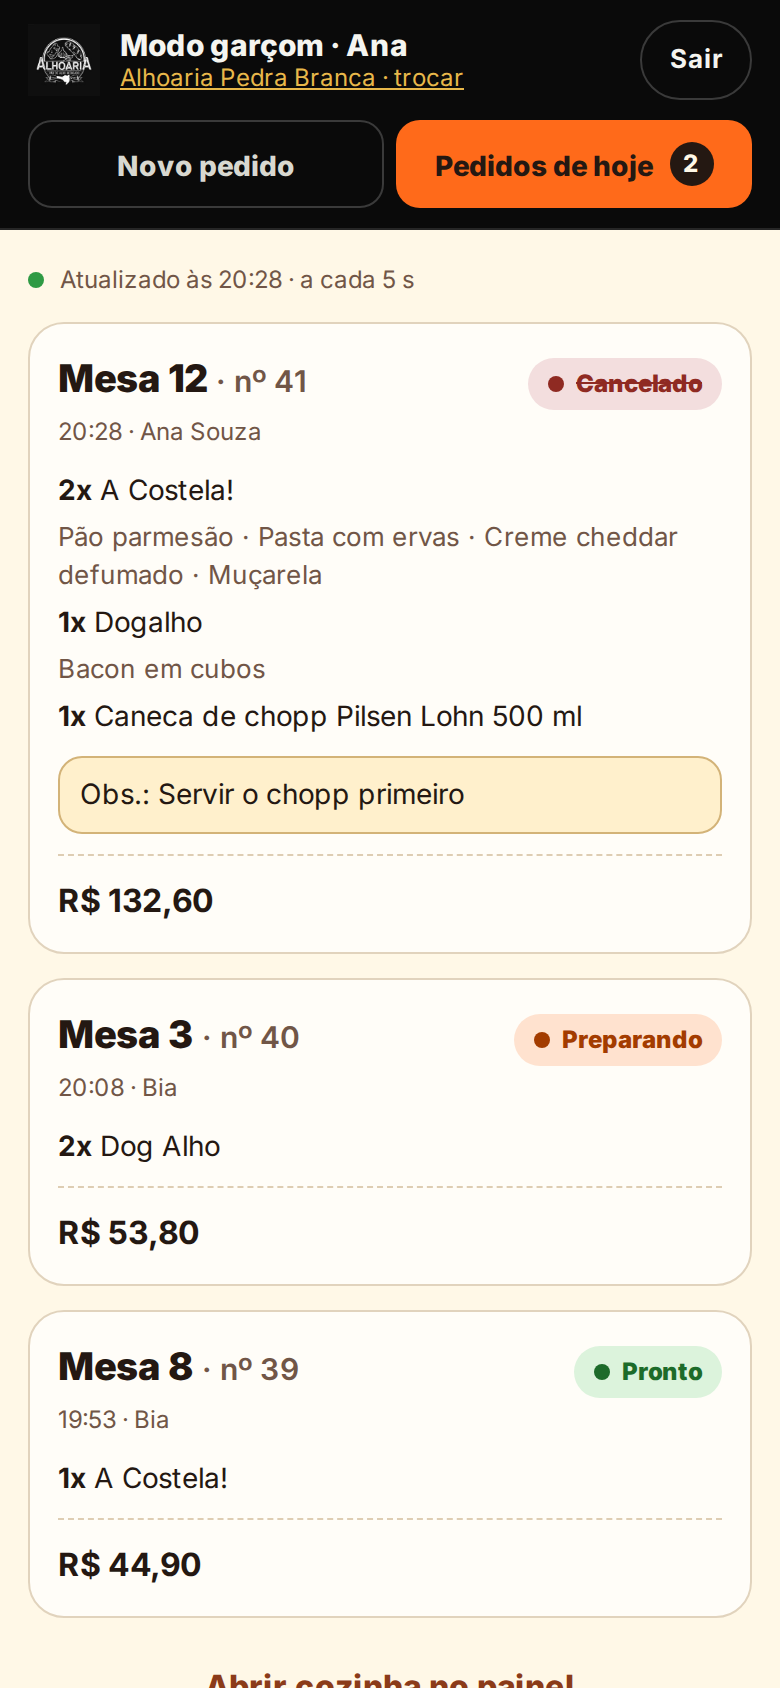 ALHOARIA
Modo garçom · Ana
Alhoaria Pedra Branca · trocar
Sair
Novo pedido
Pedidos de hoje 2
Atualizado às 20:28 · a cada 5 s
Mesa 12 · nº 41
Cancelado
20:28 · Ana Souza
2x A Costela!
Pão parmesão · Pasta com ervas · Creme cheddar
defumado · Muçarela
1x Dogalho
Bacon em cubos
1x Caneca de chopp Pilsen Lohn 500 ml
Obs.: Servir o chopp primeiro
R$ 132,60
Mesa 3 · nº 40
Preparando
20:08 · Bia
2x Dog Alho
R$ 53,80
Mesa 8 · nº 39
Pronto
19:53 · Bia
1x A Costela!
R$ 44,90
Abrir cozinha no painel